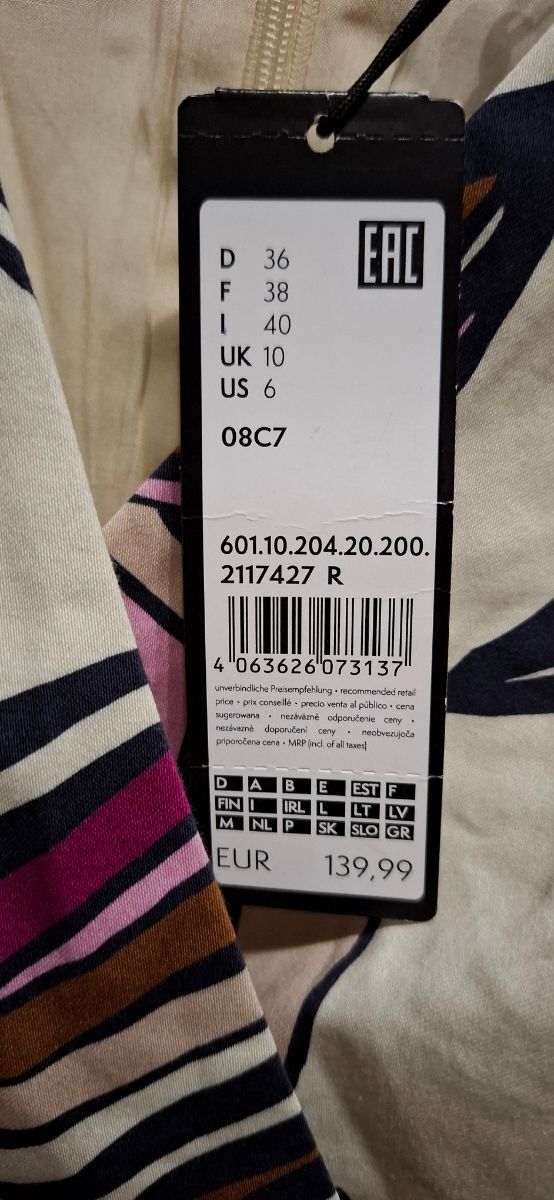 EAC
D 36
F 38
I 40
UK 10
US 6
08C7
601.10.204.20.200.
2117427 R
4 063626 073137
unverbindliche Preisempfehlung • recommended retail
price • prix conseillé • precio venta al público • cena
sugerowana • nezáväzné odporučenie ceny •
nezávazné doporučení ceny • neobvezujoča
priporočena cena • MRP (incl. of all taxes)
D A B E EST F
FIN I IRL L LT LV
M NL P SK SLO GR
EUR 139,99